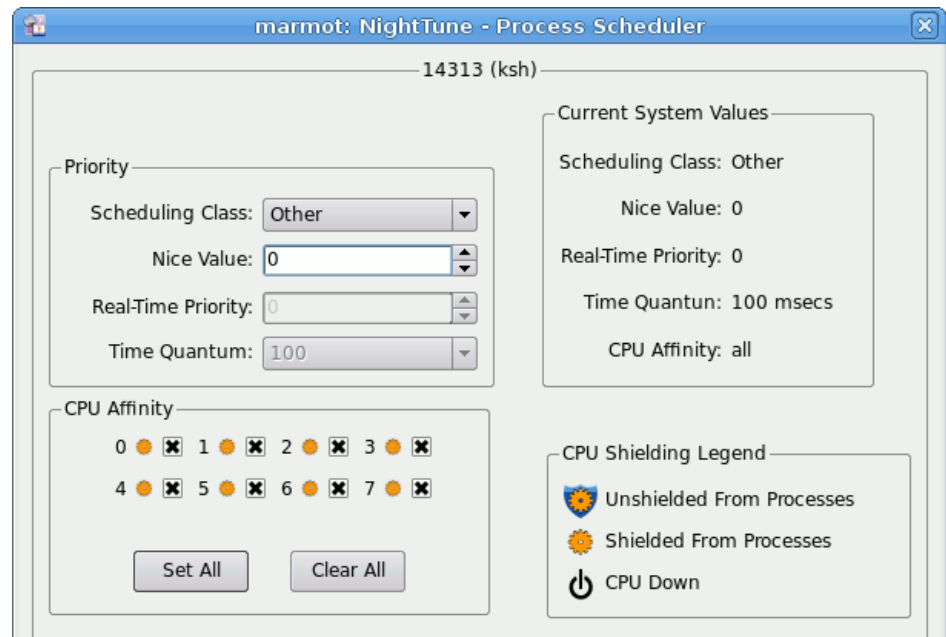 marmot: NightTune - Process Scheduler
14313 (ksh)
Priority
Scheduling Class: Other
Nice Value: 0
Real-Time Priority: 0
Time Quantum: 100
Current System Values
Scheduling Class: Other
Nice Value: 0
Real-Time Priority: 0
Time Quantun: 100 msecs
CPU Affinity: all
CPU Affinity
0 1 2 3
4 5 6 7
Set All Clear All
CPU Shielding Legend
Unshielded From Processes
Shielded From Processes
CPU Down